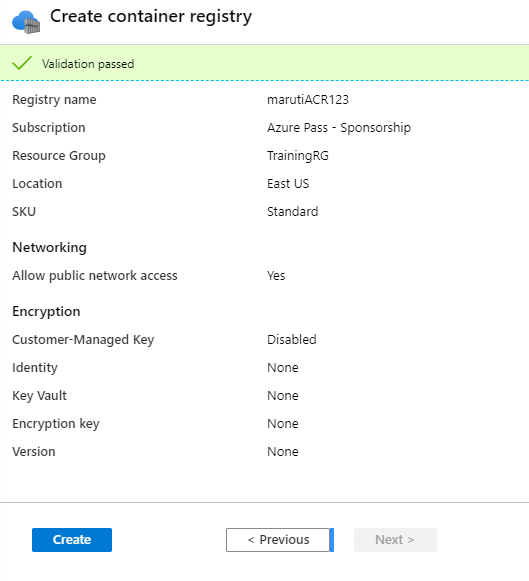 Create container registry
Validation passed
Registry name marutiACR123
Subscription Azure Pass - Sponsorship
Resource Group TrainingRG
Location East US
SKU Standard
Networking
Allow public network access Yes
Encryption
Customer-Managed Key Disabled
Identity None
Key Vault None
Encryption key None
Version None
Create < Previous Next >